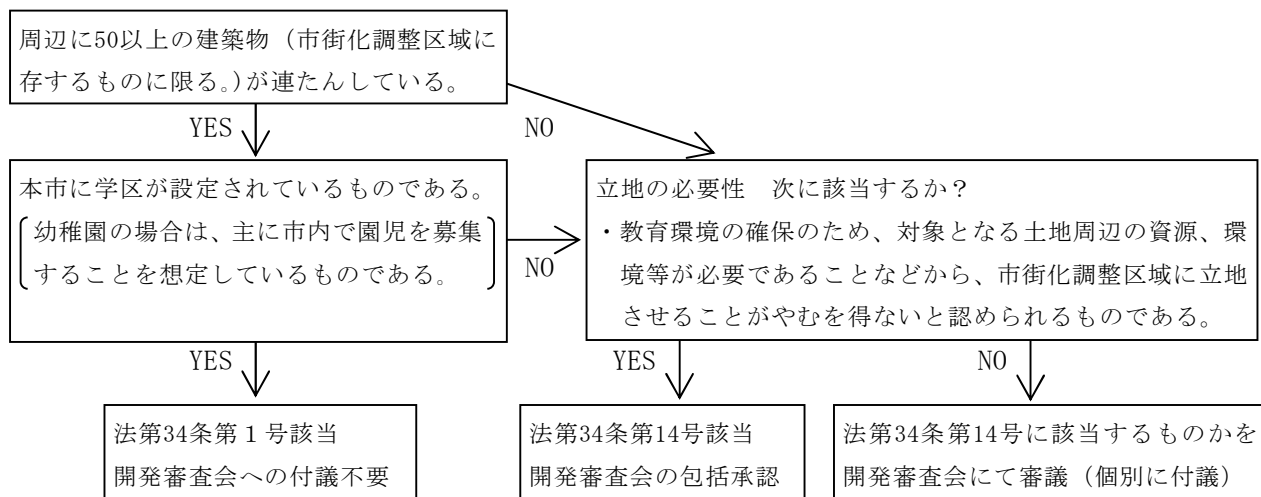 周辺に50以上の建築物（市街化調整区域に
存するものに限る。）が連たんしている。
YES
NO
本市に学区が設定されているものである。
幼稚園の場合は、主に市内で園児を募集
することを想定しているものである。
NO
立地の必要性　次に該当するか？
・教育環境の確保のため、対象となる土地周辺の資源、環
境等が必要であることなどから、市街化調整区域に立地
させることがやむを得ないと認められるものである。
YES
YES
NO
法第34条第１号該当
開発審査会への付議不要
法第34条第14号該当
開発審査会の包括承認
法第34条第14号に該当するものかを
開発審査会にて審議（個別に付議）